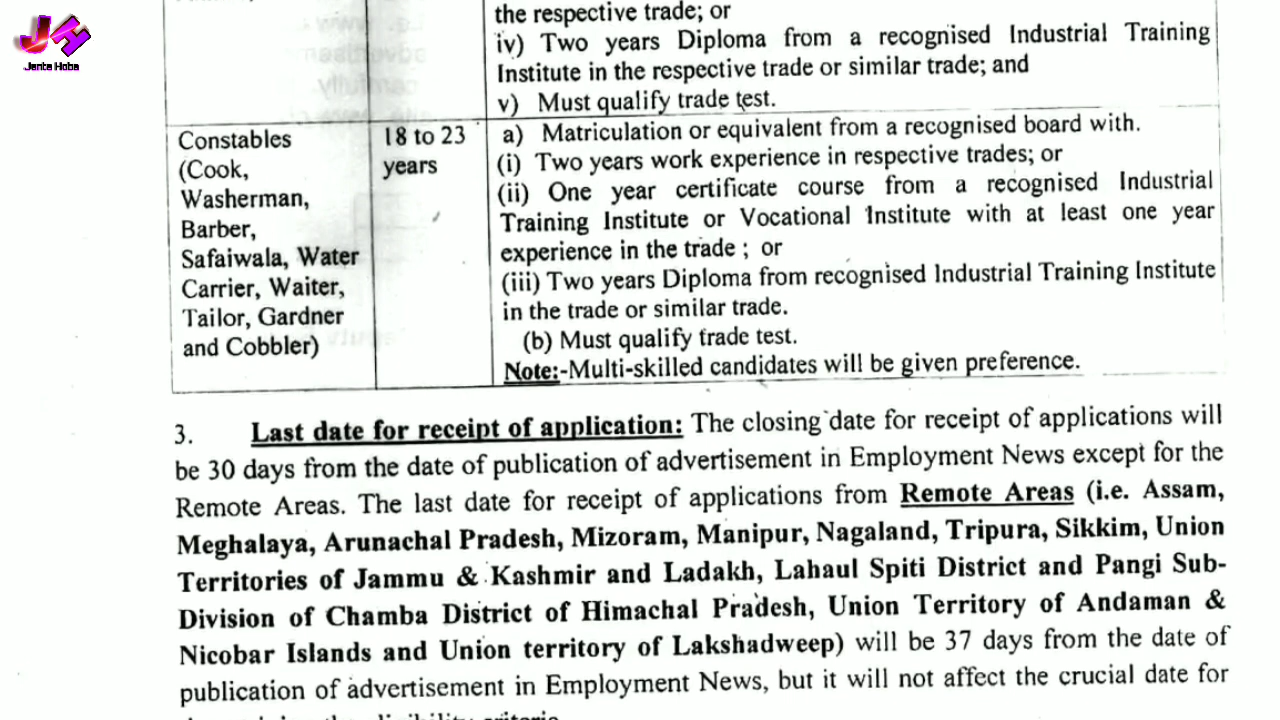 JH
Janta Hoba
the respective trade; or
iv) Two years Diploma from a recognised Industrial Training
Institute in the respective trade or similar trade; and
v) Must qualify trade test.
Constables
(Cook,
Washerman,
Barber,
Safaiwala, Water
Carrier, Waiter,
Tailor, Gardner
and Cobbler)
18 to 23
years
a) Matriculation or equivalent from a recognised board with.
(i) Two years work experience in respective trades; or
(ii) One year certificate course from a recognised Industrial
Training Institute or Vocational Institute with at least one year
experience in the trade ; or
(iii) Two years Diploma from recognised Industrial Training Institute
in the trade or similar trade.
(b) Must qualify trade test.
Note:-Multi-skilled candidates will be given preference.
3. Last date for receipt of application: The closing date for receipt of applications will
be 30 days from the date of publication of advertisement in Employment News except for the
Remote Areas. The last date for receipt of applications from Remote Areas (i.e. Assam,
Meghalaya, Arunachal Pradesh, Mizoram, Manipur, Nagaland, Tripura, Sikkim, Union
Territories of Jammu & Kashmir and Ladakh, Lahaul Spiti District and Pangi Sub-
Division of Chamba District of Himachal Pradesh, Union Territory of Andaman &
Nicobar Islands and Union territory of Lakshadweep) will be 37 days from the date of
publication of advertisement in Employment News, but it will not affect the crucial date for